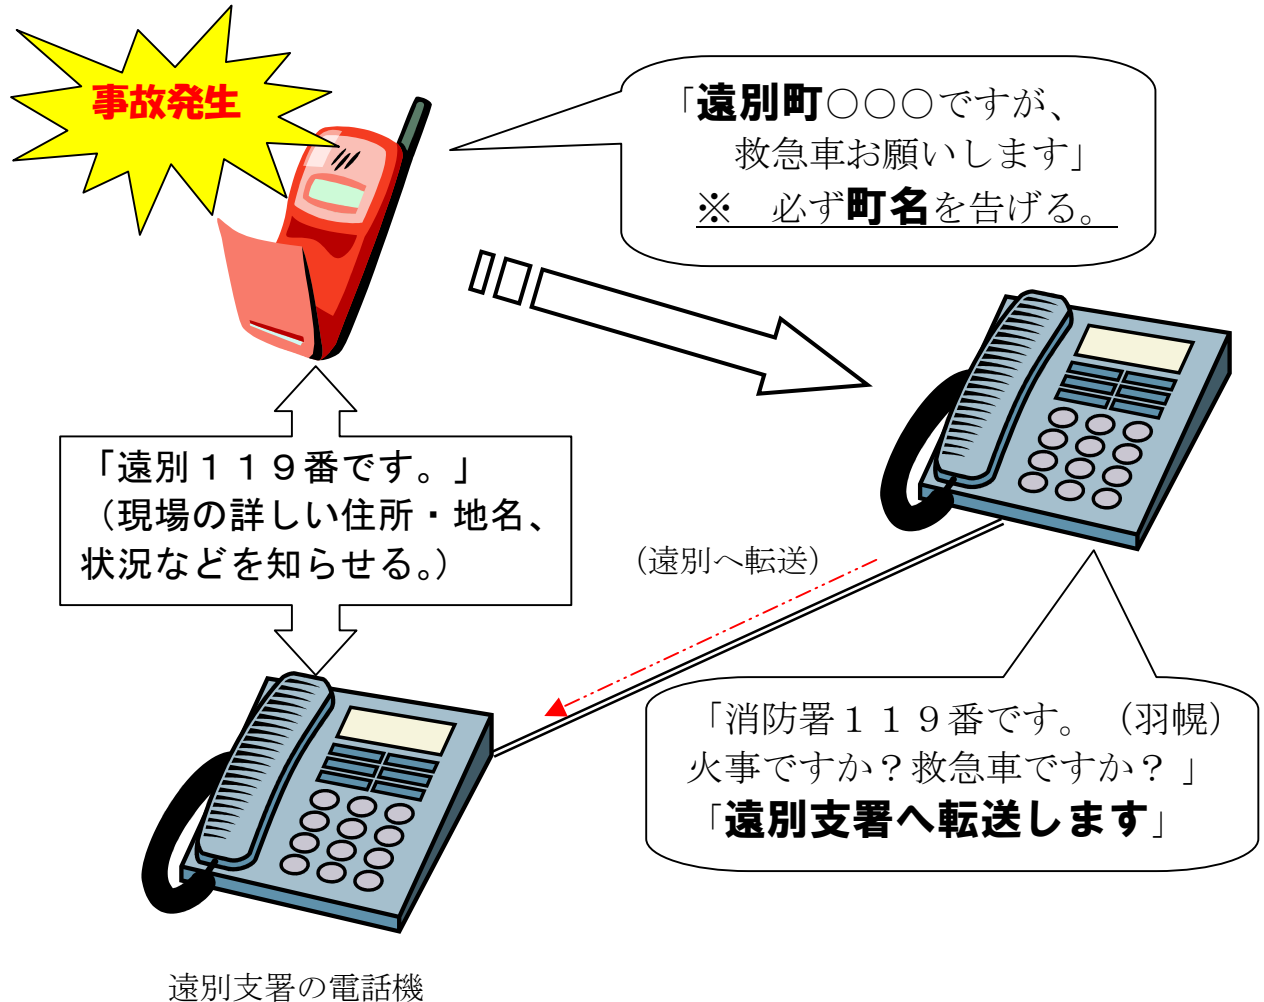 事故発生
「遠別町○○○ですが、
救急車お願いします」
※　必ず町名を告げる。
「遠別１１９番です。」
（現場の詳しい住所・地名、
状況などを知らせる。）
（遠別へ転送）
「消防署１１９番です。（羽幌）
火事ですか？救急車ですか？」
「遠別支署へ転送します」
遠別支署の電話機